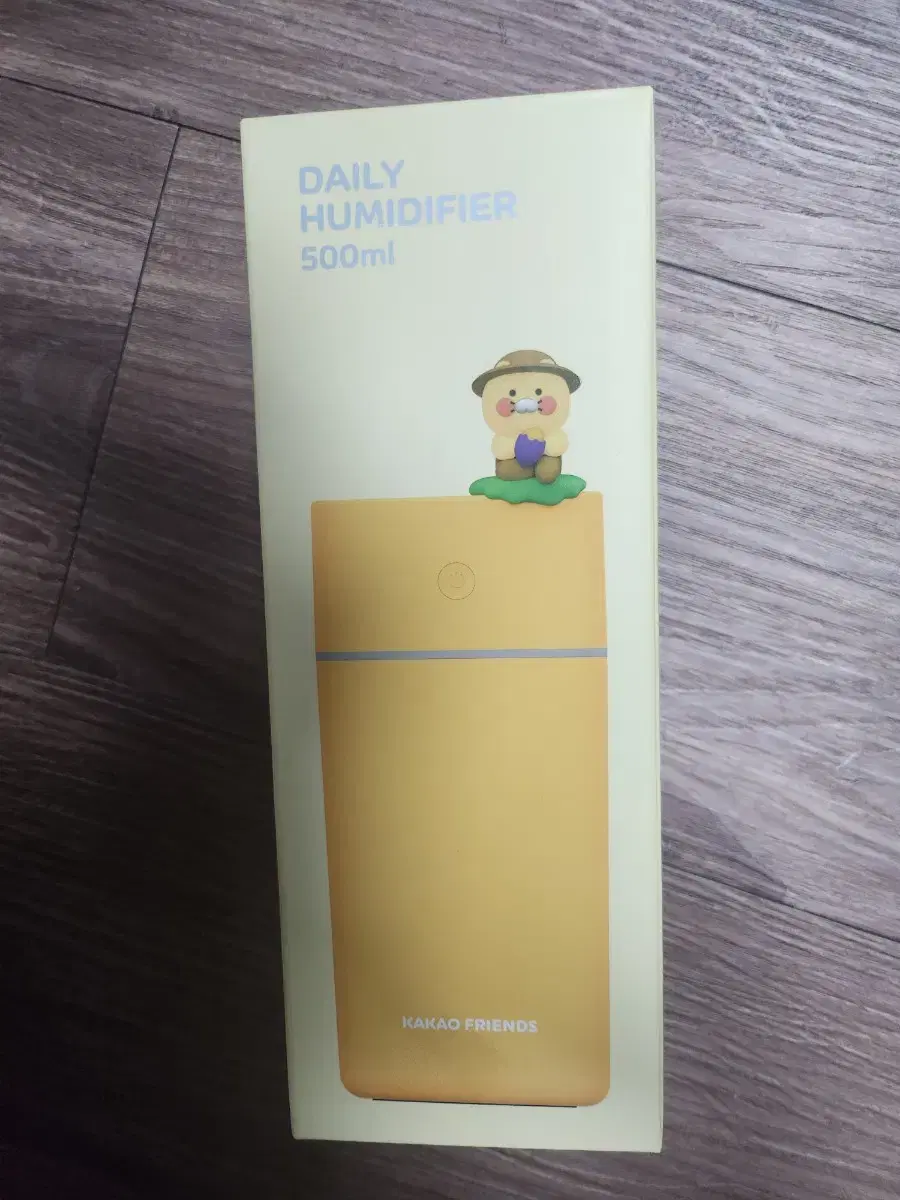 DAILY
HUMIDIFIER
500ml
KAKAO FRIENDS